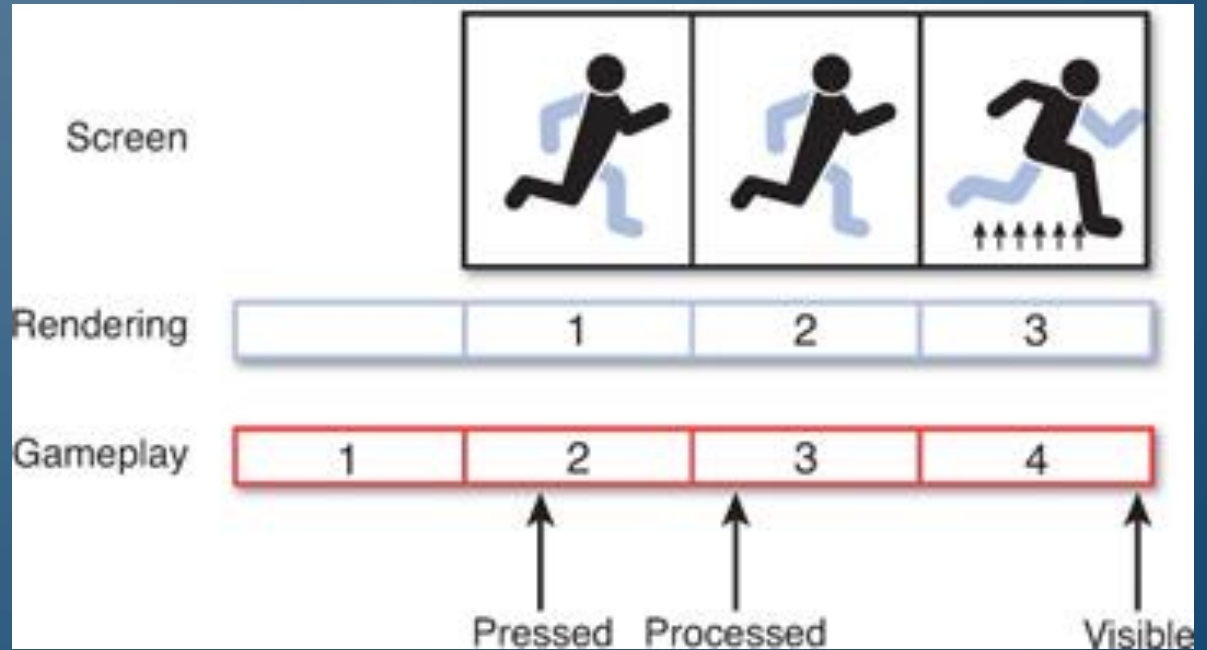 Screen
Rendering 1 2 3
Gameplay 1 2 3 4
Pressed Processed Visible